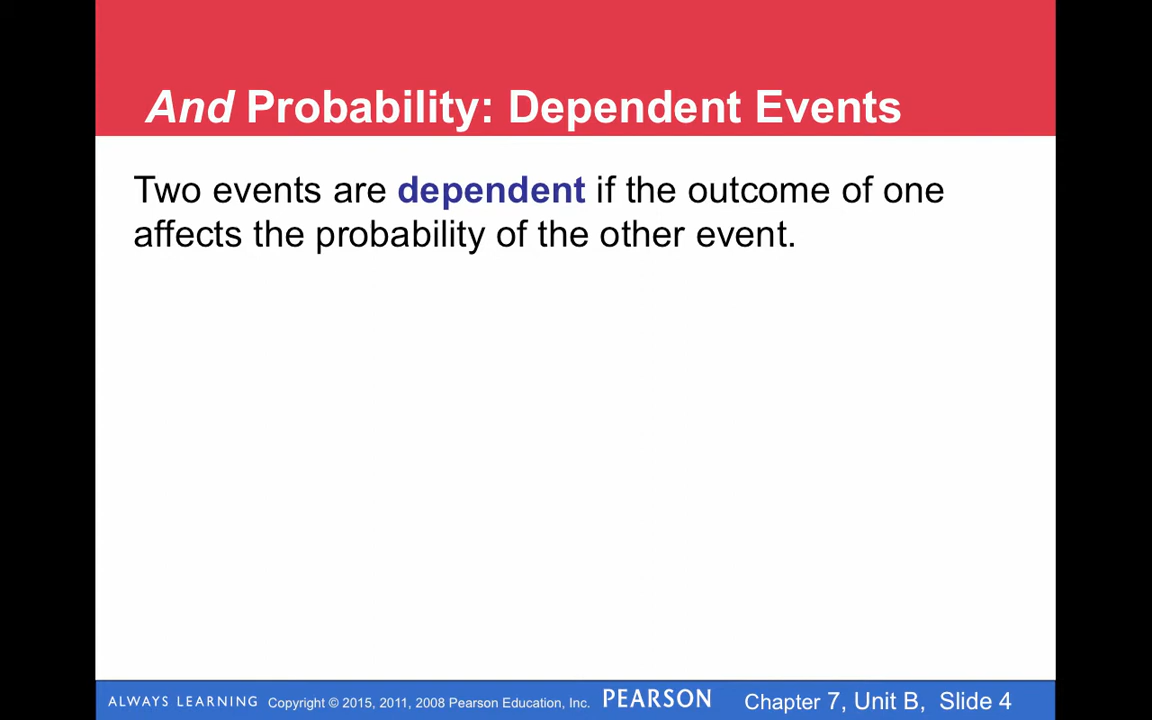 And Probability: Dependent Events
Two events are dependent if the outcome of one
affects the probability of the other event.
ALWAYS LEARNING Copyright © 2015, 2011, 2008 Pearson Education, Inc. PEARSON Chapter 7, Unit B, Slide 4